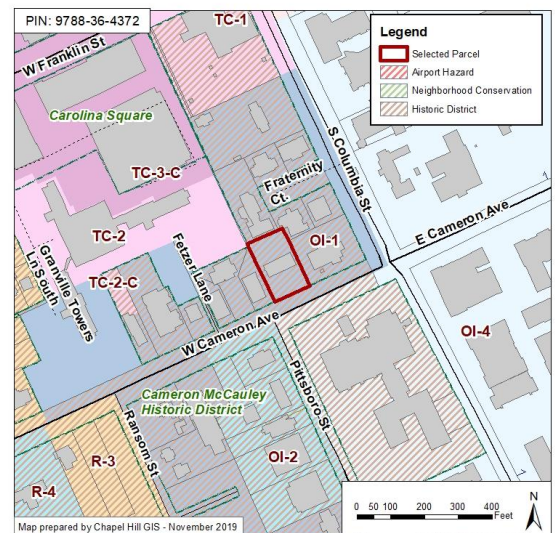 PIN: 9788-36-4372
TC-1
Legend
Selected Parcel
Airport Hazard
Neighborhood Conservation
Historic District
W Franklin St
Carolina Square
TC-3-C
S Columbia St
Fraternity
Ct.
E Cameron Ave
TC-2
OI-1
Granville Towers
Ln South
TC-2-C
Fetzer Lane
W Cameron Ave
OI-4
Pittsboro St
Cameron McCauley
Historic District
Ransom St
R-3
OI-2
R-4
0 50 100 200 300 400
Feet
N
Map prepared by Chapel Hill GIS - November 2019